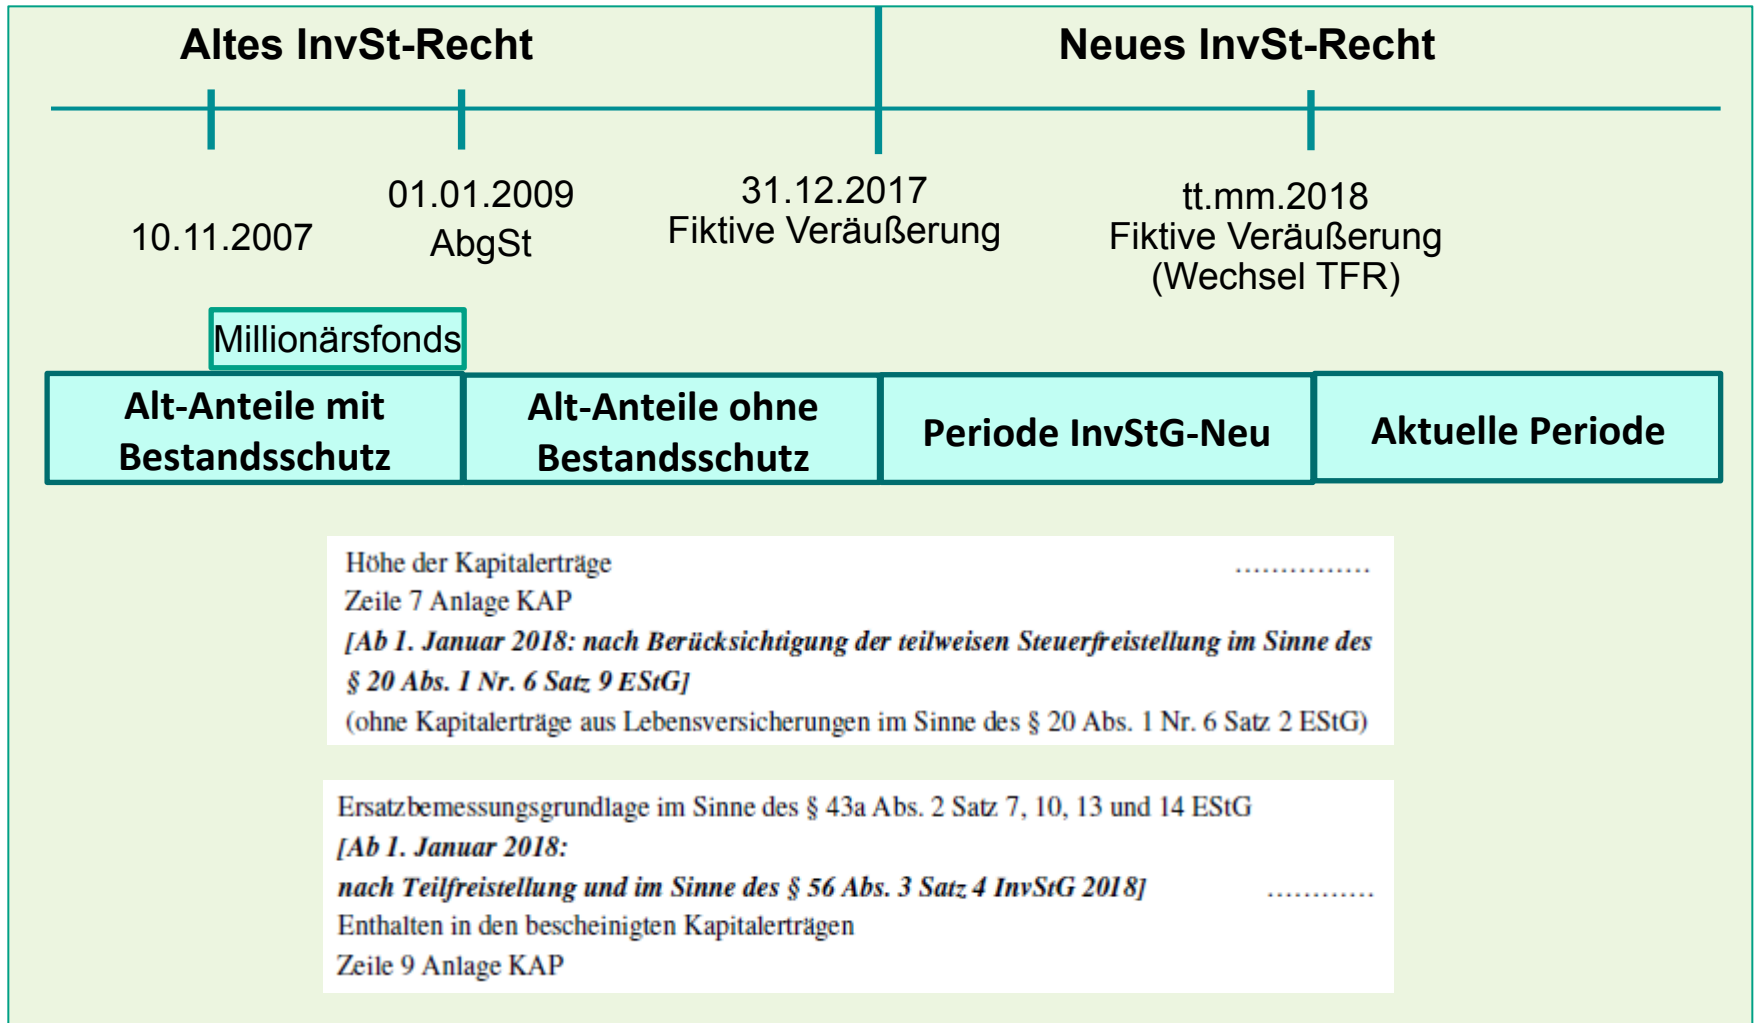 Altes InvSt-Recht
Neues InvSt-Recht
10.11.2007
01.01.2009
AbgSt
31.12.2017
Fiktive Veräußerung
tt.mm.2018
Fiktive Veräußerung
(Wechsel TFR)
Millionärsfonds
Alt-Anteile mit
Bestandsschutz
Alt-Anteile ohne
Bestandsschutz
Periode InvStG-Neu
Aktuelle Periode
Höhe der Kapitalerträge ...............
Zeile 7 Anlage KAP
[Ab 1. Januar 2018: nach Berücksichtigung der teilweisen Steuerfreistellung im Sinne des
§ 20 Abs. 1 Nr. 6 Satz 9 EStG]
(ohne Kapitalerträge aus Lebensversicherungen im Sinne des § 20 Abs. 1 Nr. 6 Satz 2 EStG)
Ersatzbemessungsgrundlage im Sinne des § 43a Abs. 2 Satz 7, 10, 13 und 14 EStG
[Ab 1. Januar 2018:
nach Teilfreistellung und im Sinne des § 56 Abs. 3 Satz 4 InvStG 2018] ............
Enthalten in den bescheinigten Kapitalerträgen
Zeile 9 Anlage KAP